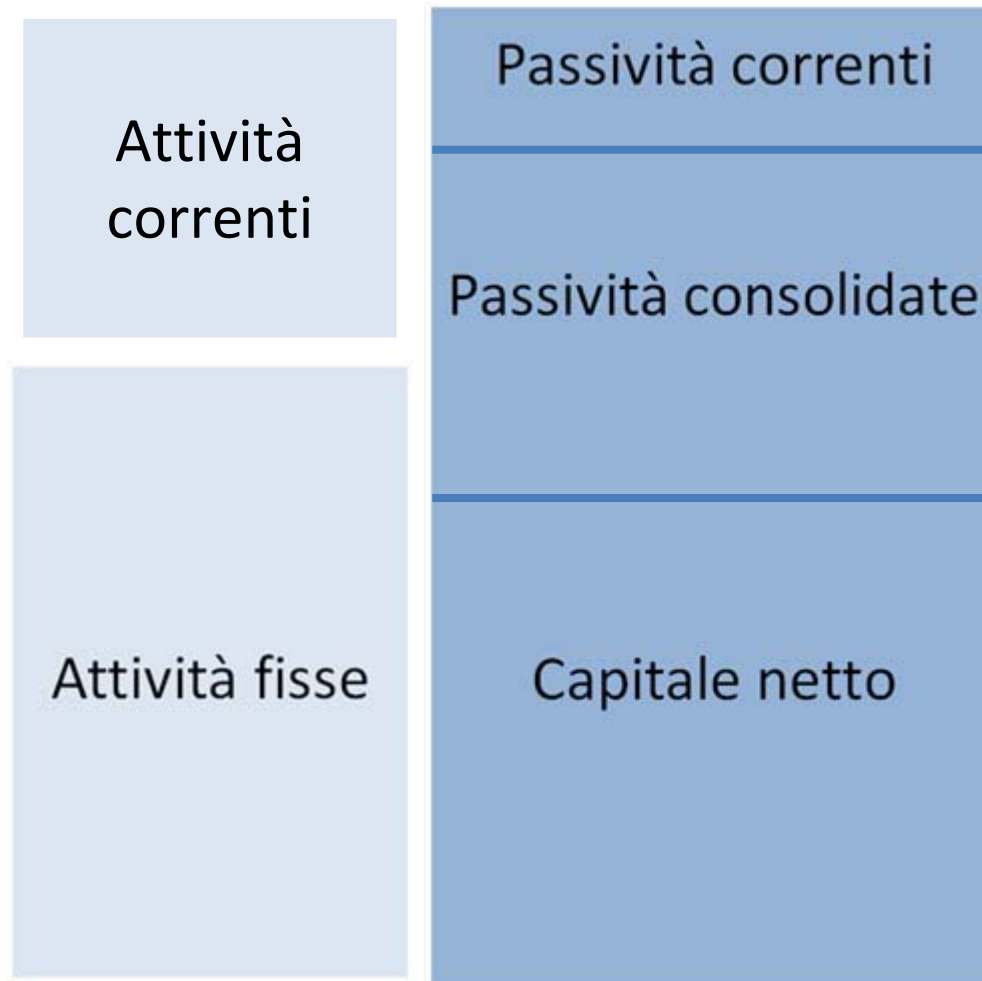 Attività
correnti
Attività fisse
Passività correnti
Passività consolidate
Capitale netto